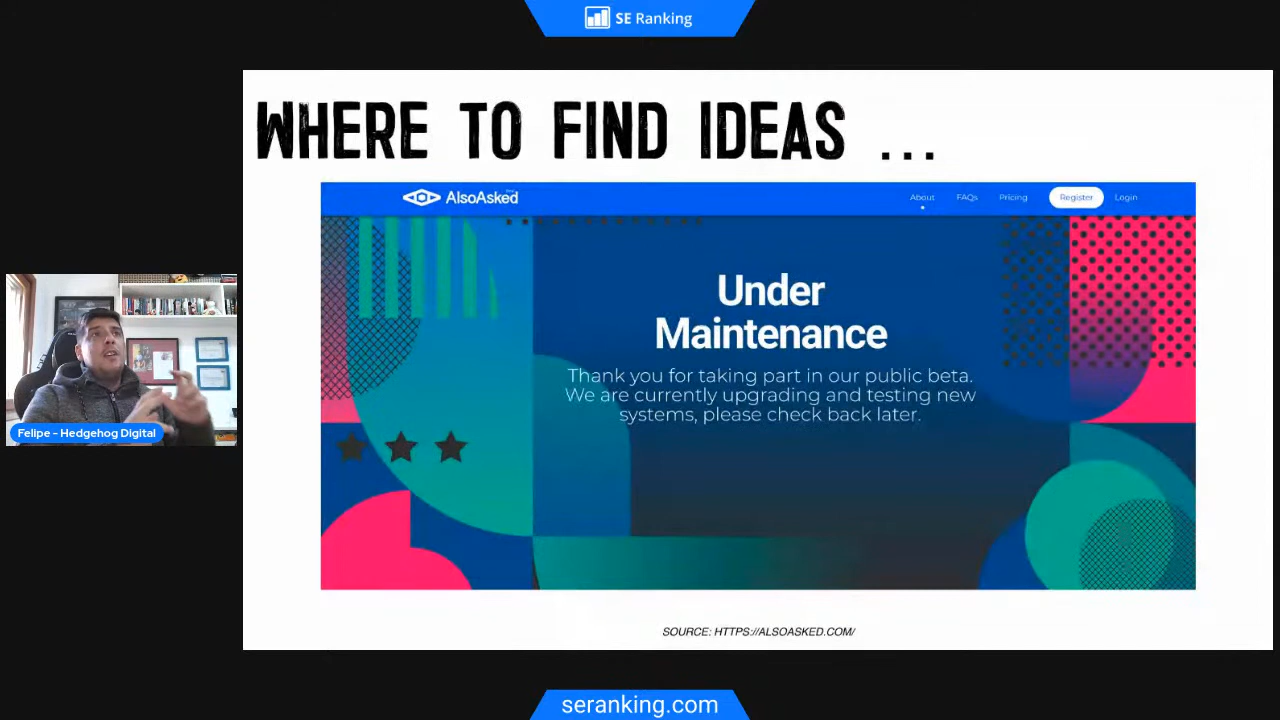 SE Ranking
WHERE TO FIND IDEAS ...
AlsoAsked
About FAQs Pricing Register Login
Under
Maintenance
Thank you for taking part in our public beta.
We are currently upgrading and testing new
systems, please check back later.
Felipe - Hedgehog Digital
SOURCE: HTTPS://ALSOASKED.COM/
seranking.com